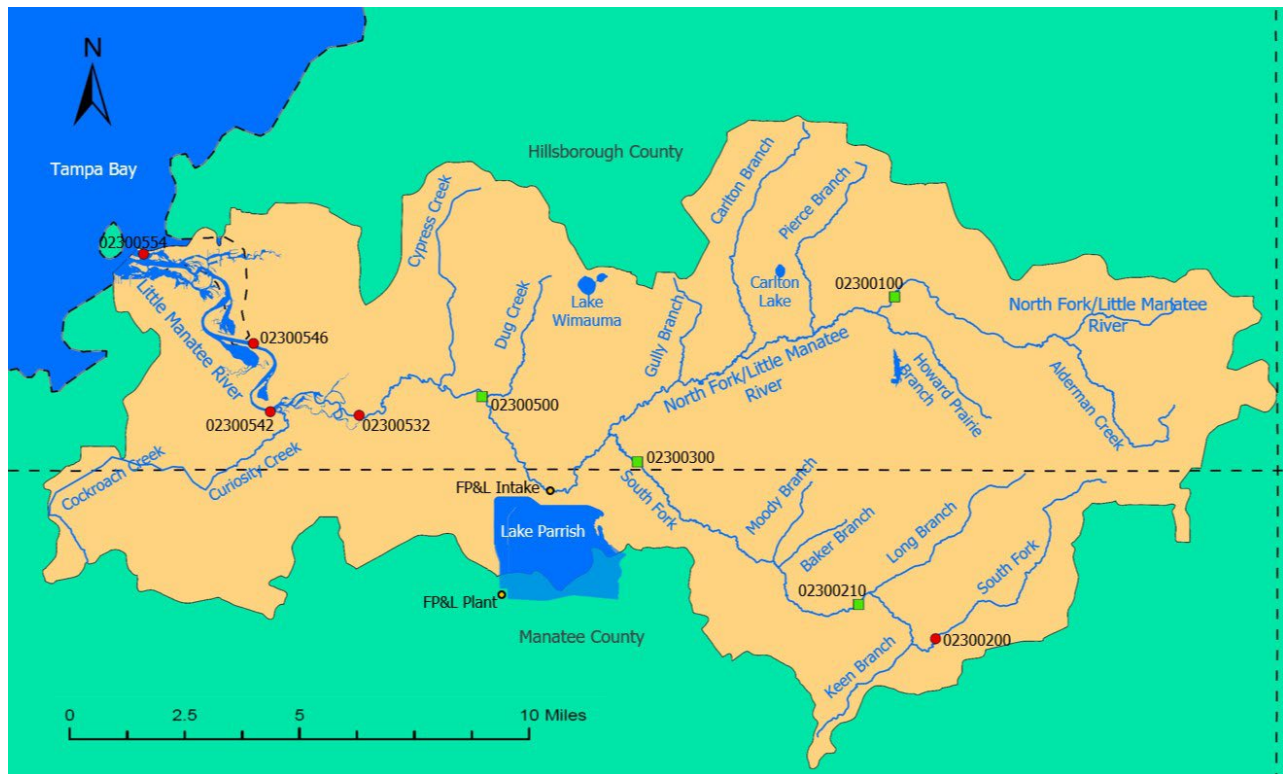 N
Tampa Bay
Hillsborough County
02300554
Little Manatee River
02300546
02300542
02300532
Cypress Creek
Dug Creek
Lake
Wimauma
02300500
Gully Branch
Carlton Branch
Pierce Branch
Carlton
Lake
02300100
North Fork/Little Manatee
River
North Fork/Little Manatee
River
Howard Prairie
Branch
Alderman Creek
Cockroach Creek
Curiosity Creek
FP&L Intake
02300300
South Fork
Lake Parrish
Moody Branch
Baker Branch
Long Branch
South Fork
02300210
FP&L Plant
Manatee County
Keen Branch
02300200
0
2.5
5
10 Miles